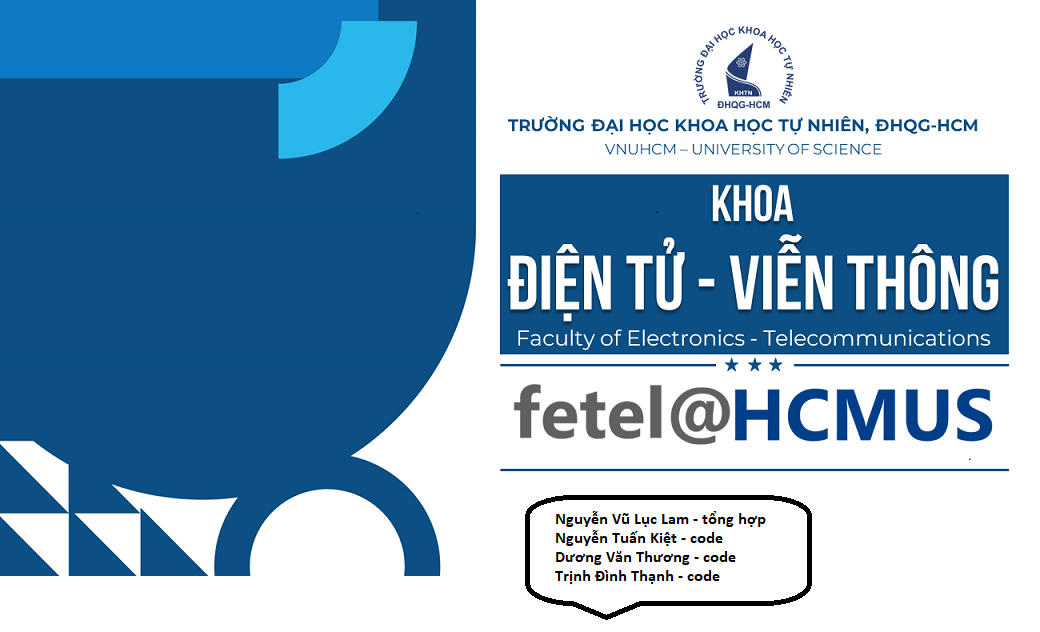 TRƯỜNG ĐẠI HỌC KHOA HỌC TỰ NHIÊN
KHTN
ĐHQG-HCM
TRƯỜNG ĐẠI HỌC KHOA HỌC TỰ NHIÊN, ĐHQG-HCM
VNUHCM – UNIVERSITY OF SCIENCE
KHOA
ĐIỆN TỬ - VIỄN THÔNG
Faculty of Electronics - Telecommunications
fetel@HCMUS
Nguyễn Vũ Lục Lam - tổng hợp
Nguyễn Tuấn Kiệt - code
Dương Văn Thương - code
Trịnh Đình Thạnh - code